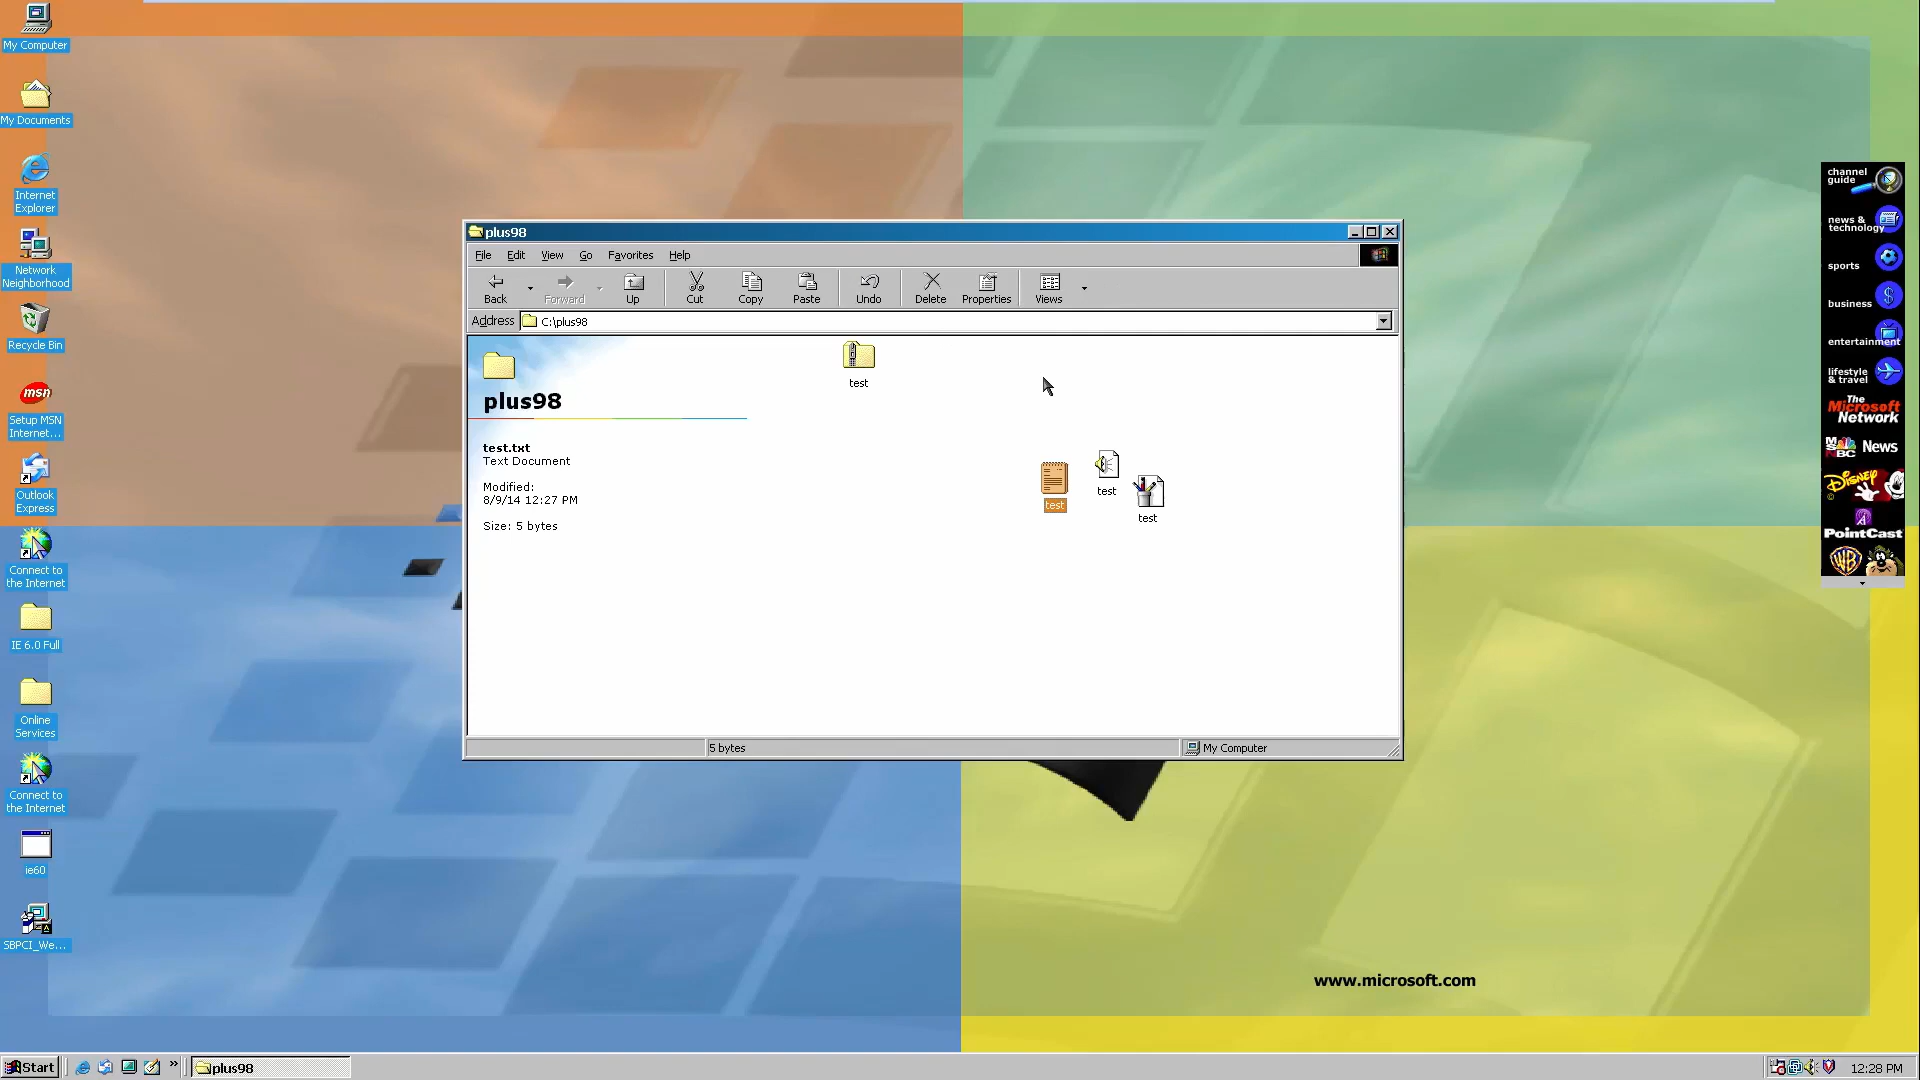 My Computer
My Documents
Internet
Explorer
Network
Neighborhood
Recycle Bin
msn
Setup MSN
Internet...
Outlook
Express
Connect to
the Internet
IE 6.0 Full
Online
Services
Connect to
the Internet
ie60
SBPCI_We...
plus98
File Edit View Go Favorites Help
Back Forward Up Cut Copy Paste Undo Delete Properties Views
Address C:\plus98
plus98
test.txt
Text Document
Modified:
8/9/14 12:27 PM
Size: 5 bytes
test
test
test
test
5 bytes My Computer
channel
guide
news &
technology
sports
business
entertainment
lifestyle
& travel
The
Microsoft
Network
MSNBC News
Disney
PointCast
WB
www.microsoft.com
Start plus98 12:28 PM